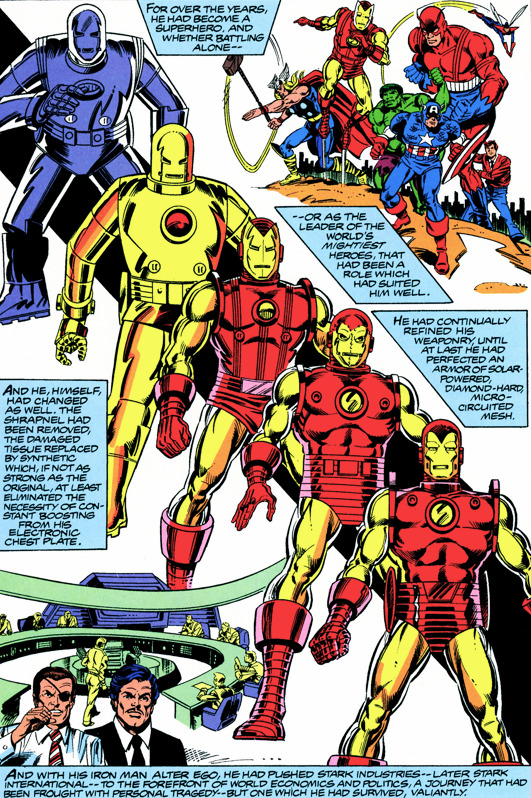 FOR OVER THE YEARS,
HE HAD BECOME A
SUPERHERO, AND
WHETHER BATTLING
ALONE--
--OR AS THE
LEADER OF THE
WORLD'S
MIGHTIEST
HEROES, THAT
HAD BEEN A
ROLE WHICH
HAD SUITED
HIM WELL.
HE HAD CONTINUALLY
REFINED HIS
WEAPONRY, UNTIL
AT LAST HE HAD
PERFECTED AN
ARMOR OF SOLAR-
POWERED,
DIAMOND-HARD,
MICRO-
CIRCUITED
MESH.
AND HE, HIMSELF,
HAD CHANGED
AS WELL. THE
SHRAPNEL HAD
BEEN REMOVED,
THE DAMAGED
TISSUE REPLACED
BY SYNTHETIC
WHICH, IF NOT AS
STRONG AS THE
ORIGINAL, AT LEAST
ELIMINATED THE
NECESSITY OF CON-
STANT BOOSTING
FROM HIS
ELECTRONIC
CHEST PLATE.
AND WITH HIS IRON MAN ALTER EGO, HE HAD PUSHED STARK INDUSTRIES--LATER STARK
INTERNATIONAL--TO THE FOREFRONT OF WORLD ECONOMICS AND POLITICS, A JOURNEY THAT HAD
BEEN FROUGHT WITH PERSONAL TRAGEDY--BUT ONE WHICH HE HAD SURVIVED, VALIANTLY.